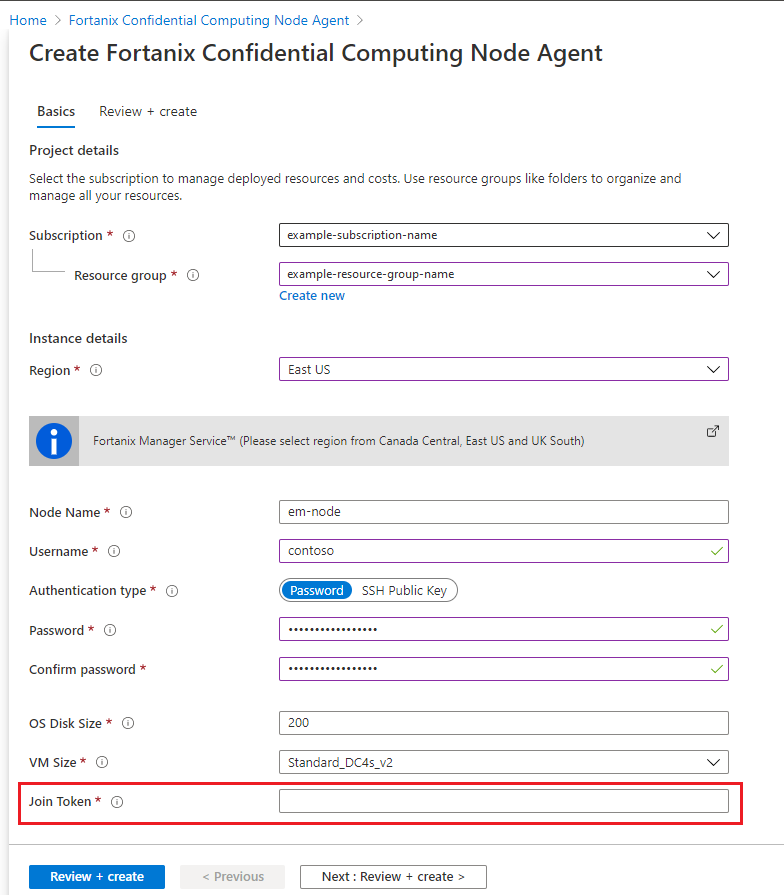 Home > Fortanix Confidential Computing Node Agent >
Create Fortanix Confidential Computing Node Agent
Basics Review + create
Project details
Select the subscription to manage deployed resources and costs. Use resource groups like folders to organize and
manage all your resources.
Subscription * example-subscription-name
Resource group * example-resource-group-name
Create new
Instance details
Region * East US
Fortanix Manager Service™ (Please select region from Canada Central, East US and UK South)
Node Name * em-node
Username * contoso
Authentication type * Password SSH Public Key
Password * •••••••••••••••••
Confirm password * •••••••••••••••••
OS Disk Size * 200
VM Size * Standard_DC4s_v2
Join Token *
Review + create < Previous Next : Review + create >